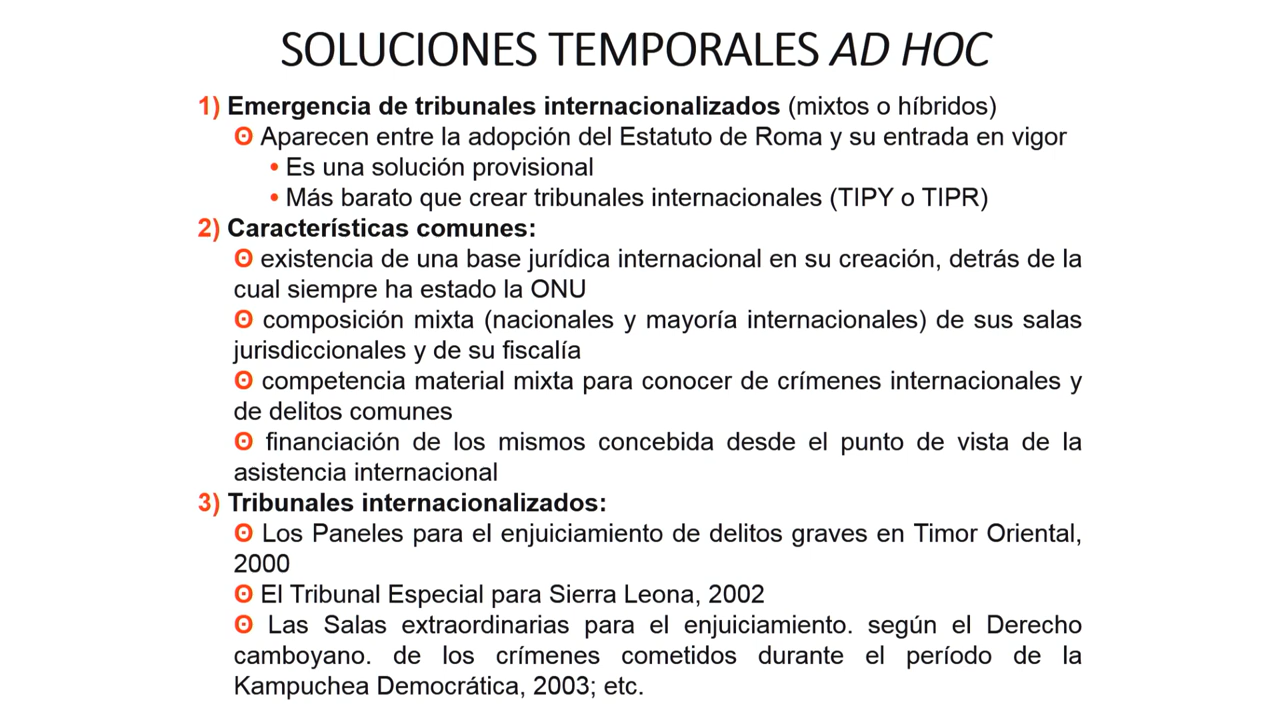 SOLUCIONES TEMPORALES AD HOC
1) Emergencia de tribunales internacionalizados (mixtos o híbridos)
ʘ Aparecen entre la adopción del Estatuto de Roma y su entrada en vigor
• Es una solución provisional
• Más barato que crear tribunales internacionales (TIPY o TIPR)
2) Características comunes:
ʘ existencia de una base jurídica internacional en su creación, detrás de la
cual siempre ha estado la ONU
ʘ composición mixta (nacionales y mayoría internacionales) de sus salas
jurisdiccionales y de su fiscalía
ʘ competencia material mixta para conocer de crímenes internacionales y
de delitos comunes
ʘ financiación de los mismos concebida desde el punto de vista de la
asistencia internacional
3) Tribunales internacionalizados:
ʘ Los Paneles para el enjuiciamiento de delitos graves en Timor Oriental,
2000
ʘ El Tribunal Especial para Sierra Leona, 2002
ʘ Las Salas extraordinarias para el enjuiciamiento. según el Derecho
camboyano. de los crímenes cometidos durante el período de la
Kampuchea Democrática, 2003; etc.